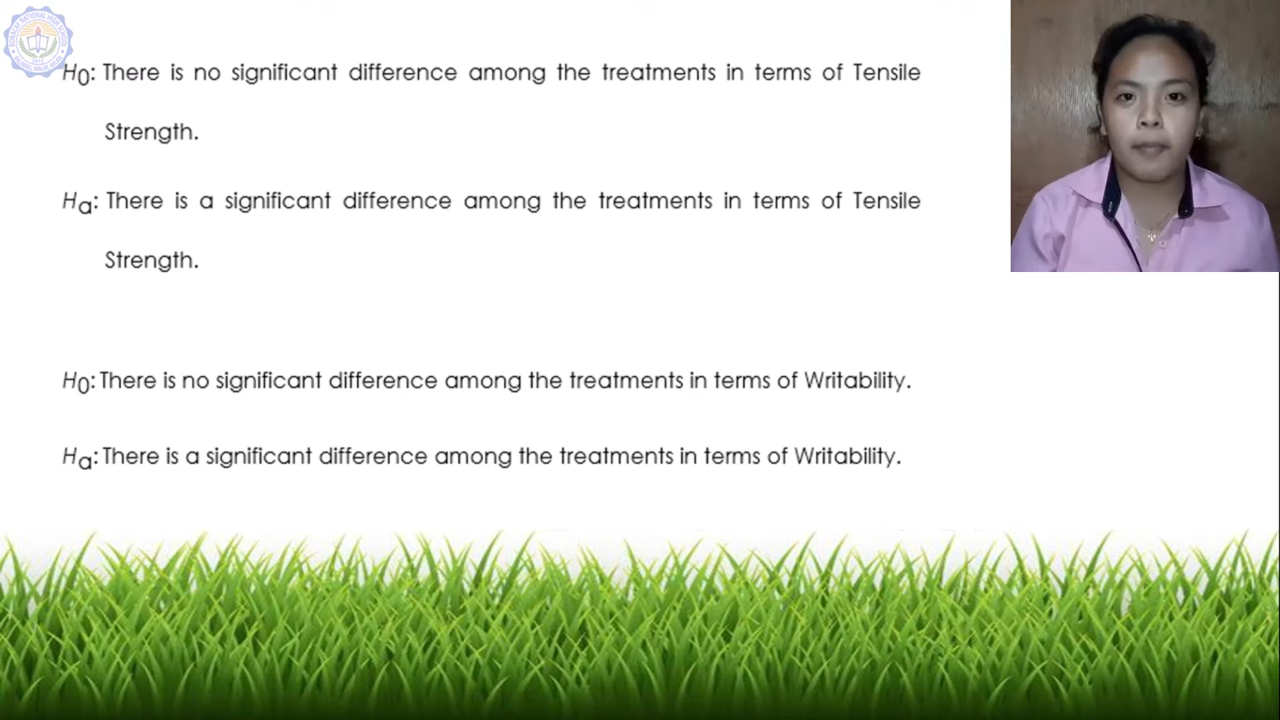 H0: There is no significant difference among the treatments in terms of Tensile
Strength.
Ha: There is a significant difference among the treatments in terms of Tensile
Strength.
H0: There is no significant difference among the treatments in terms of Writability.
Ha: There is a significant difference among the treatments in terms of Writability.